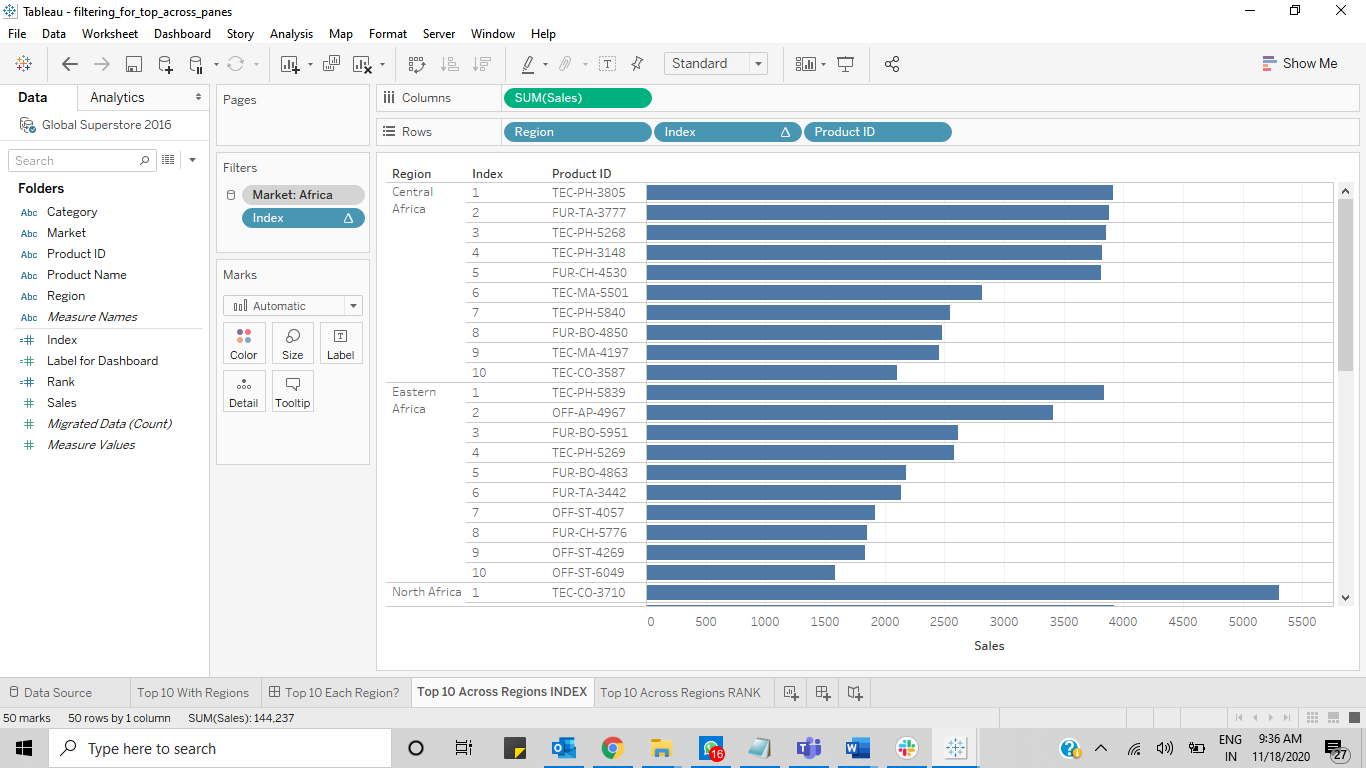 Tableau - filtering_for_top_across_panes
File Data Worksheet Dashboard Story Analysis Map Format Server Window Help
Standard
Show Me
Data Analytics
Global Superstore 2016
Search
Folders
Abc Category
Abc Market
Abc Product ID
Abc Product Name
Abc Region
Abc Measure Names
Index
Label for Dashboard
Rank
Sales
Migrated Data (Count)
Measure Values
Pages
Filters
Market: Africa
Index
Marks
Automatic
Color Size Label
Detail Tooltip
Columns SUM(Sales)
Rows Region Index Product ID
Region Index Product ID
Central Africa 1 TEC-PH-3805
2 FUR-TA-3777
3 TEC-PH-5268
4 TEC-PH-3148
5 FUR-CH-4530
6 TEC-MA-5501
7 TEC-PH-5840
8 FUR-BO-4850
9 TEC-MA-4197
10 TEC-CO-3587
Eastern Africa 1 TEC-PH-5839
2 OFF-AP-4967
3 FUR-BO-5951
4 TEC-PH-5269
5 FUR-BO-4863
6 FUR-TA-3442
7 OFF-ST-4057
8 FUR-CH-5776
9 OFF-ST-4269
10 OFF-ST-6049
North Africa 1 TEC-CO-3710
0 500 1000 1500 2000 2500 3000 3500 4000 4500 5000 5500
Sales
Data Source Top 10 With Regions Top 10 Each Region? Top 10 Across Regions INDEX Top 10 Across Regions RANK
50 marks 50 rows by 1 column SUM(Sales): 144,237
Type here to search
16
ENG
IN
9:36 AM
11/18/2020
27